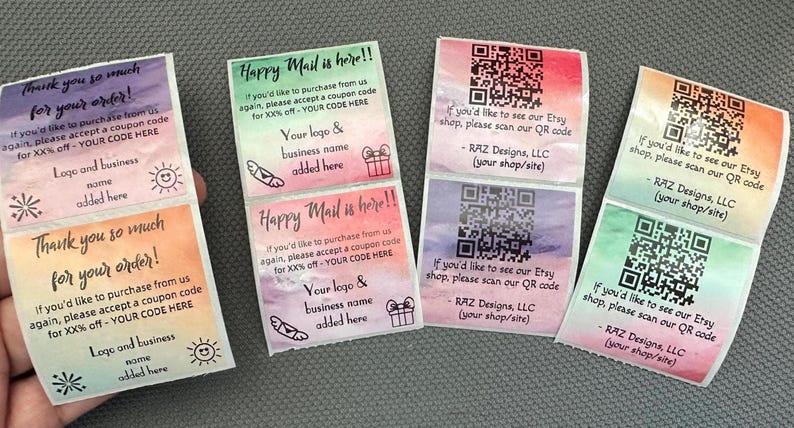 Thank you so much
for your order!
If you'd like to purchase from us
again, please accept a coupon code
for XX% off - YOUR CODE HERE
Logo and business
name
added here
Thank you so much
for your order!
If you'd like to purchase from us
again, please accept a coupon code
for XX% off - YOUR CODE HERE
Logo and business
name
added here
Happy Mail is here!!
If you'd like to purchase from us
again, please accept a coupon code
for XX% off - YOUR CODE HERE
Your logo &
business name
added here
Happy Mail is here!!
If you'd like to purchase from us
again, please accept a coupon code
for XX% off - YOUR CODE HERE
Your logo &
business name
added here
If you'd like to see our Etsy
shop, please scan our QR code
- RAZ Designs, LLC
(your shop/site)
If you'd like to see our Etsy
shop, please scan our QR code
- RAZ Designs, LLC
(your shop/site)
If you'd like to see our Etsy
shop, please scan our QR code
- RAZ Designs, LLC
(your shop/site)
If you'd like to see our Etsy
shop, please scan our QR code
- RAZ Designs, LLC
(your shop/site)